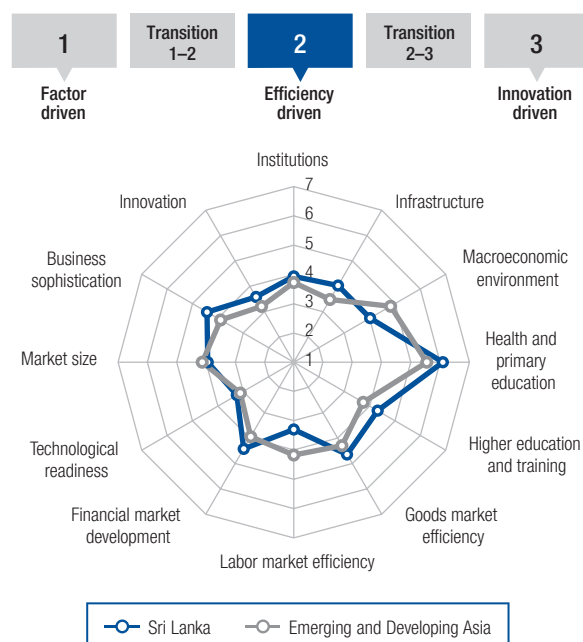 1
Transition
1–2
2
Transition
2–3
3
Factor
driven
Efficiency
driven
Innovation
driven
Institutions
7
Innovation
Infrastructure
6
5
Business
sophistication
Macroeconomic
environment
4
3
2
Market size
1
Health and
primary
education
Technological
readiness
Higher education
and training
Financial market
development
Goods market
efficiency
Labor market efficiency
Sri Lanka
Emerging and Developing Asia